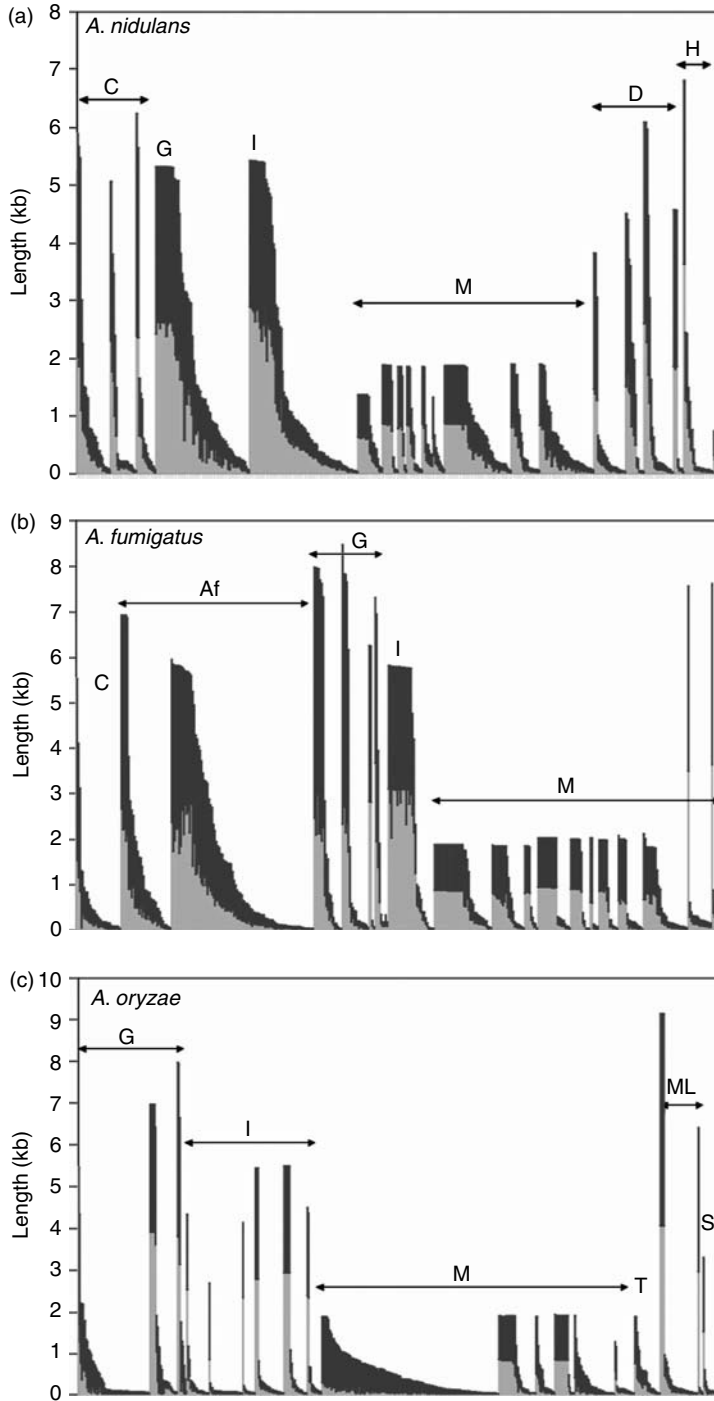 (a)
A. nidulans
8
7
6
5
4
3
2
1
0
Length (kb)
C
G
I
M
D
H
(b)
A. fumigatus
9
8
7
6
5
4
3
2
1
0
Length (kb)
C
Af
G
I
M
(c)
A. oryzae
10
9
8
7
6
5
4
3
2
1
0
Length (kb)
G
I
M
T
ML
S